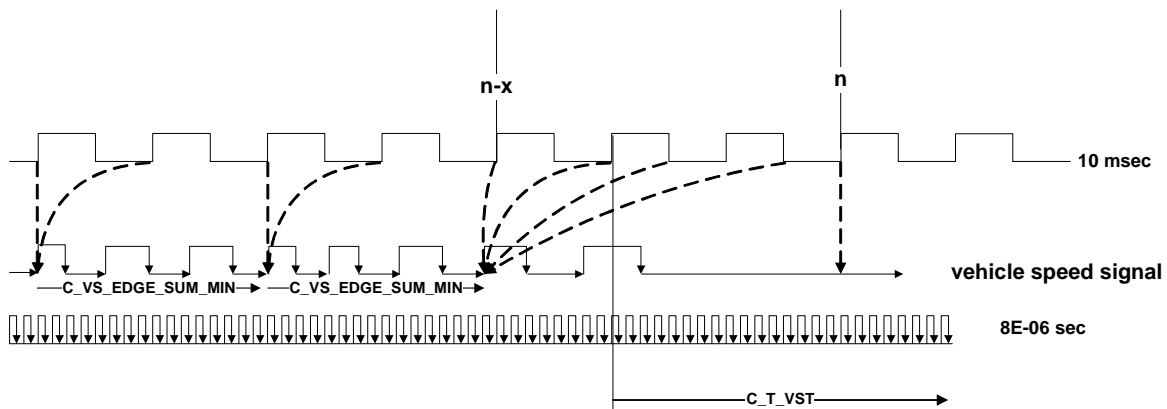 n-x
n
10 msec
vehicle speed signal
C_VS_EDGE_SUM_MIN
C_VS_EDGE_SUM_MIN
8E-06 sec
C_T_VST